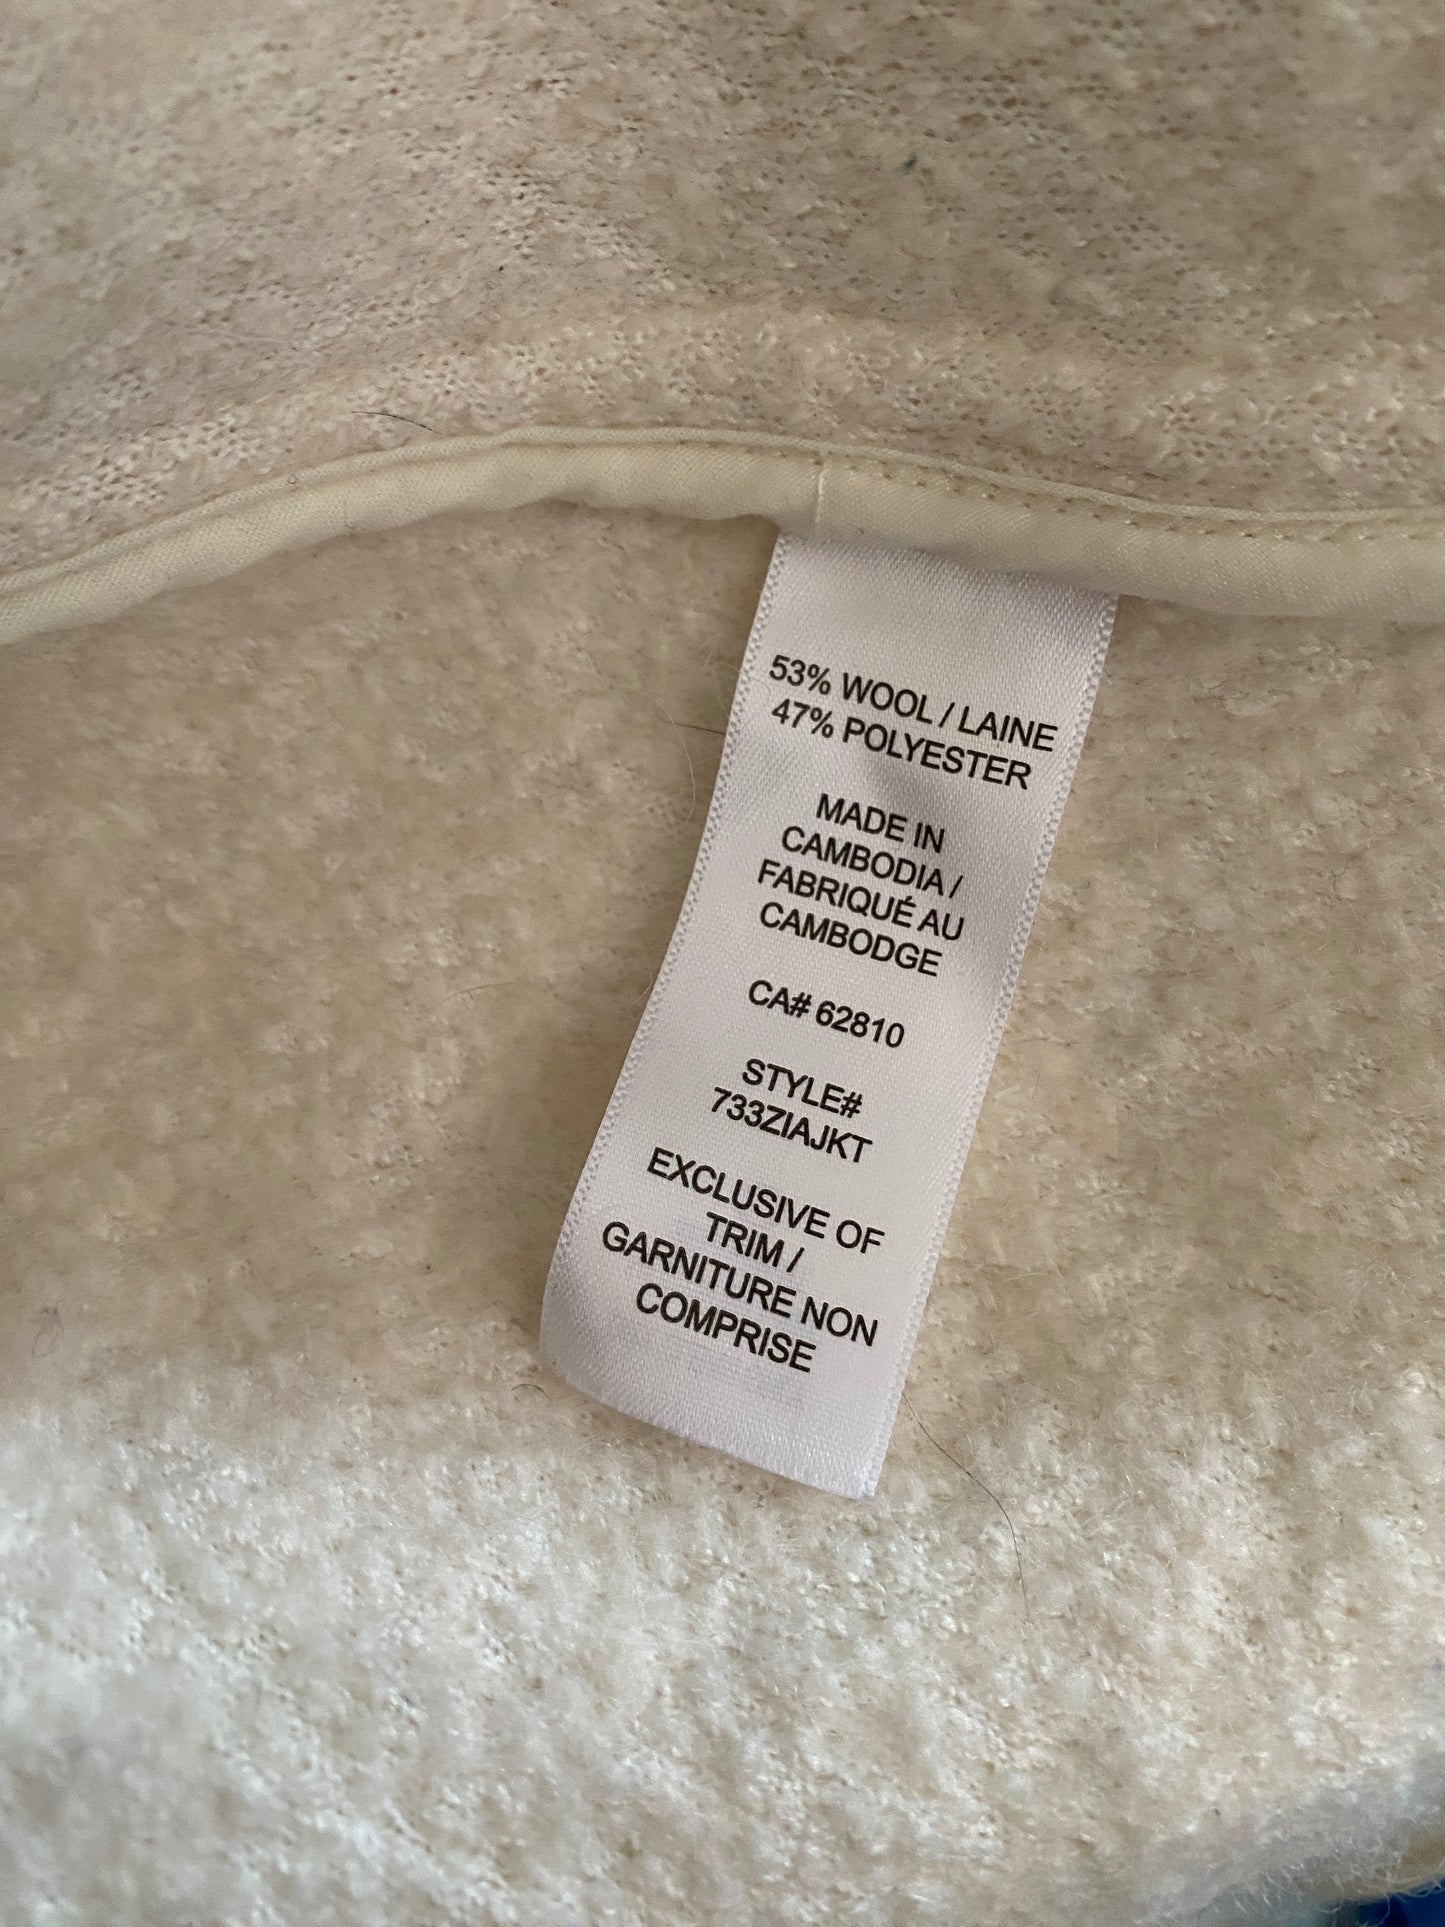 53% WOOL / LAINE
47% POLYESTER
MADE IN
CAMBODIA /
FABRIQUÉ AU
CAMBODGE
CA# 62810
STYLE#
733ZIAJKT
EXCLUSIVE OF
TRIM /
GARNITURE NON
COMPRISE